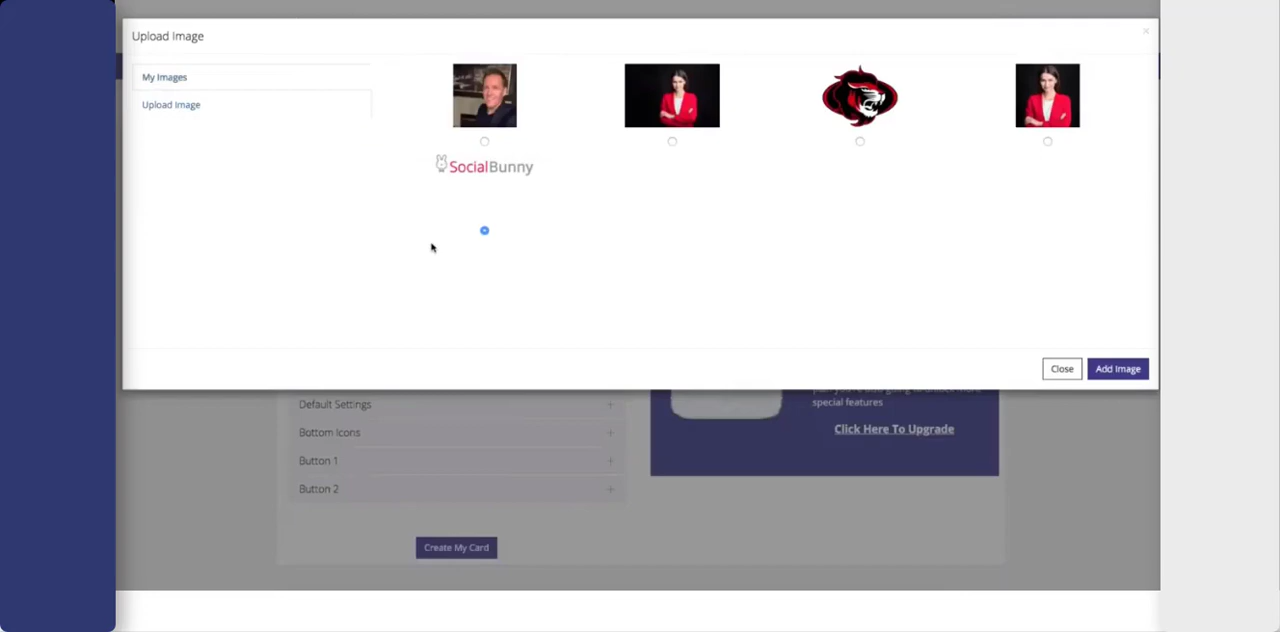 Upload Image
×
My Images
Upload Image
SocialBunny
Close
Add Image
special features
Click Here To Upgrade
Default Settings +
Bottom Icons +
Button 1 +
Button 2 +
Create My Card